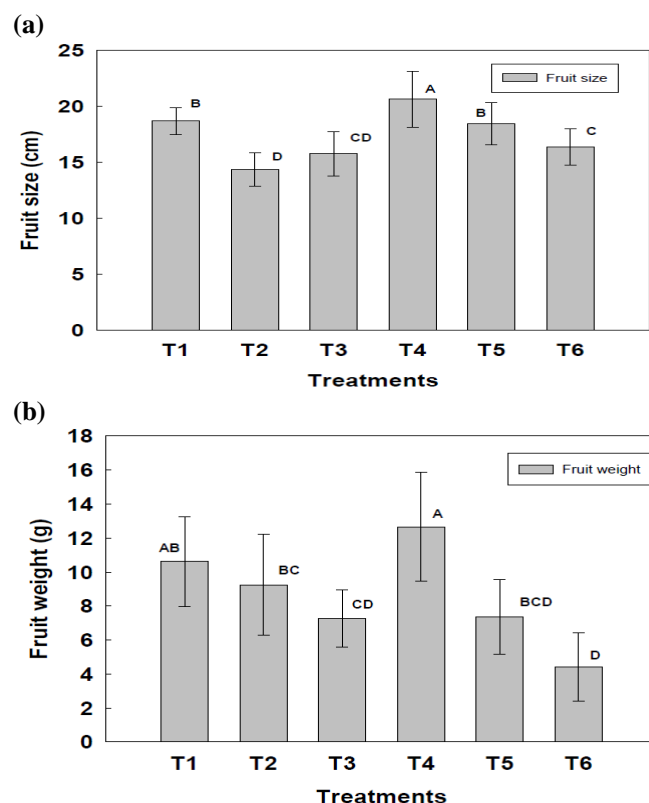 (a)
25
20
15
10
5
0
Fruit size (cm)
Fruit size
B
D
CD
A
B
C
T1 T2 T3 T4 T5 T6
Treatments
(b)
18
16
14
12
10
8
6
4
2
0
Fruit weight (g)
Fruit weight
AB
BC
CD
A
BCD
D
T1 T2 T3 T4 T5 T6
Treatments